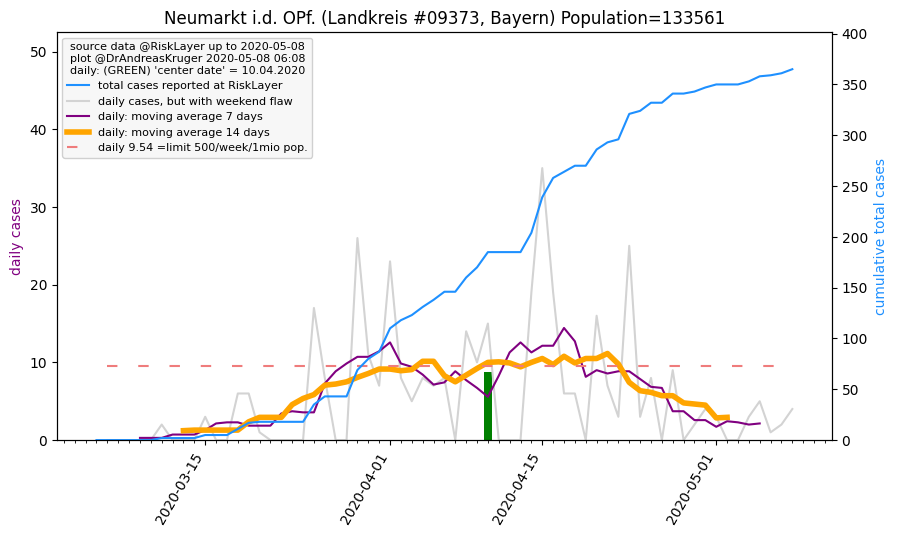 Neumarkt i.d. OPf. (Landkreis #09373, Bayern) Population=133561
source data @RiskLayer up to 2020-05-08
plot @DrAndreasKruger 2020-05-08 06:08
daily: (GREEN) 'center date' = 10.04.2020
total cases reported at RiskLayer
daily cases, but with weekend flaw
daily: moving average 7 days
daily: moving average 14 days
daily 9.54 =limit 500/week/1mio pop.
daily cases
50
40
30
20
10
0
cumulative total cases
400
350
300
250
200
150
100
50
0
2020-03-15
2020-04-01
2020-04-15
2020-05-01